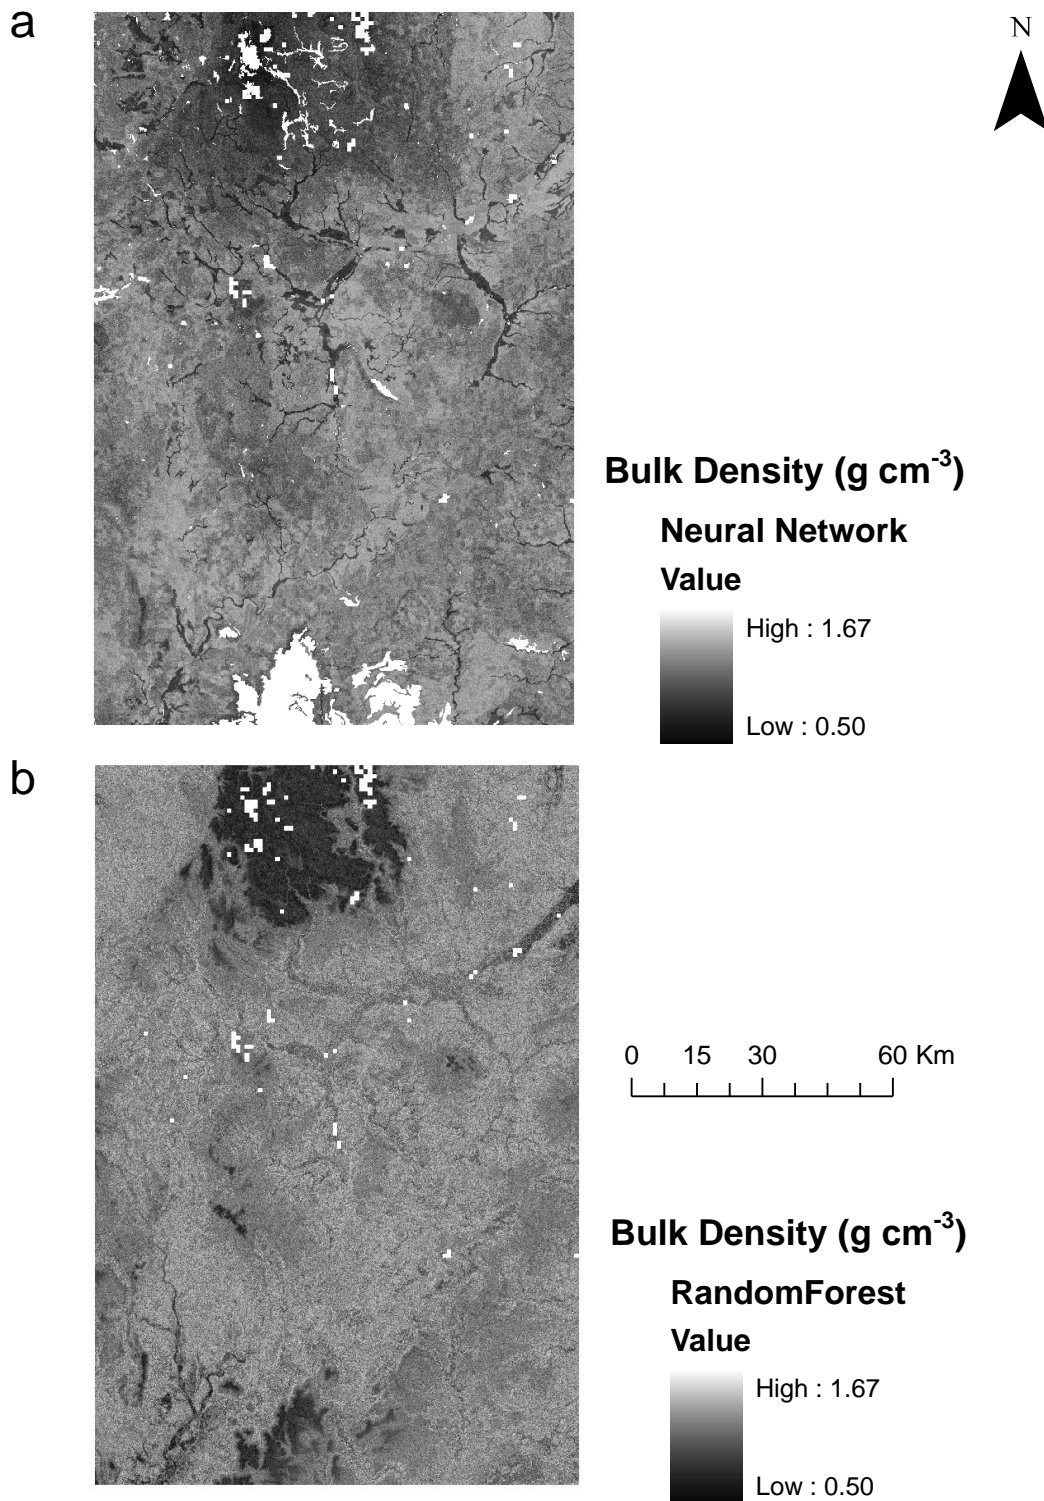 a
N
Bulk Density (g cm-3)
Neural Network
Value
High : 1.67
Low : 0.50
b
0 15 30 60 Km
Bulk Density (g cm-3)
RandomForest
Value
High : 1.67
Low : 0.50